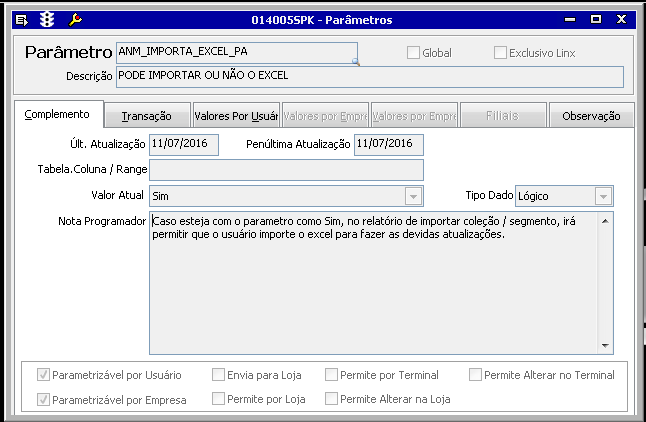 014005SPK - Parâmetros
Parâmetro ANM_IMPORTA_EXCEL_PA Global Exclusivo Linx
Descrição PODE IMPORTAR OU NÃO O EXCEL
Complemento Transação Valores Por Usuár Valores por Empre Valores por Empre Filiais Observação
Últ. Atualização 11/07/2016 Penúltima Atualização 11/07/2016
Tabela.Coluna / Range
Valor Atual Sim Tipo Dado Lógico
Nota Programador Caso esteja com o parametro como Sim, no relatório de importar coleção / segmento, irá
permitir que o usuário importe o excel para fazer as devidas atualizações.
Parametrizável por Usuário Envia para Loja Permite por Terminal Permite Alterar no Terminal
Parametrizável por Empresa Permite por Loja Permite Alterar na Loja